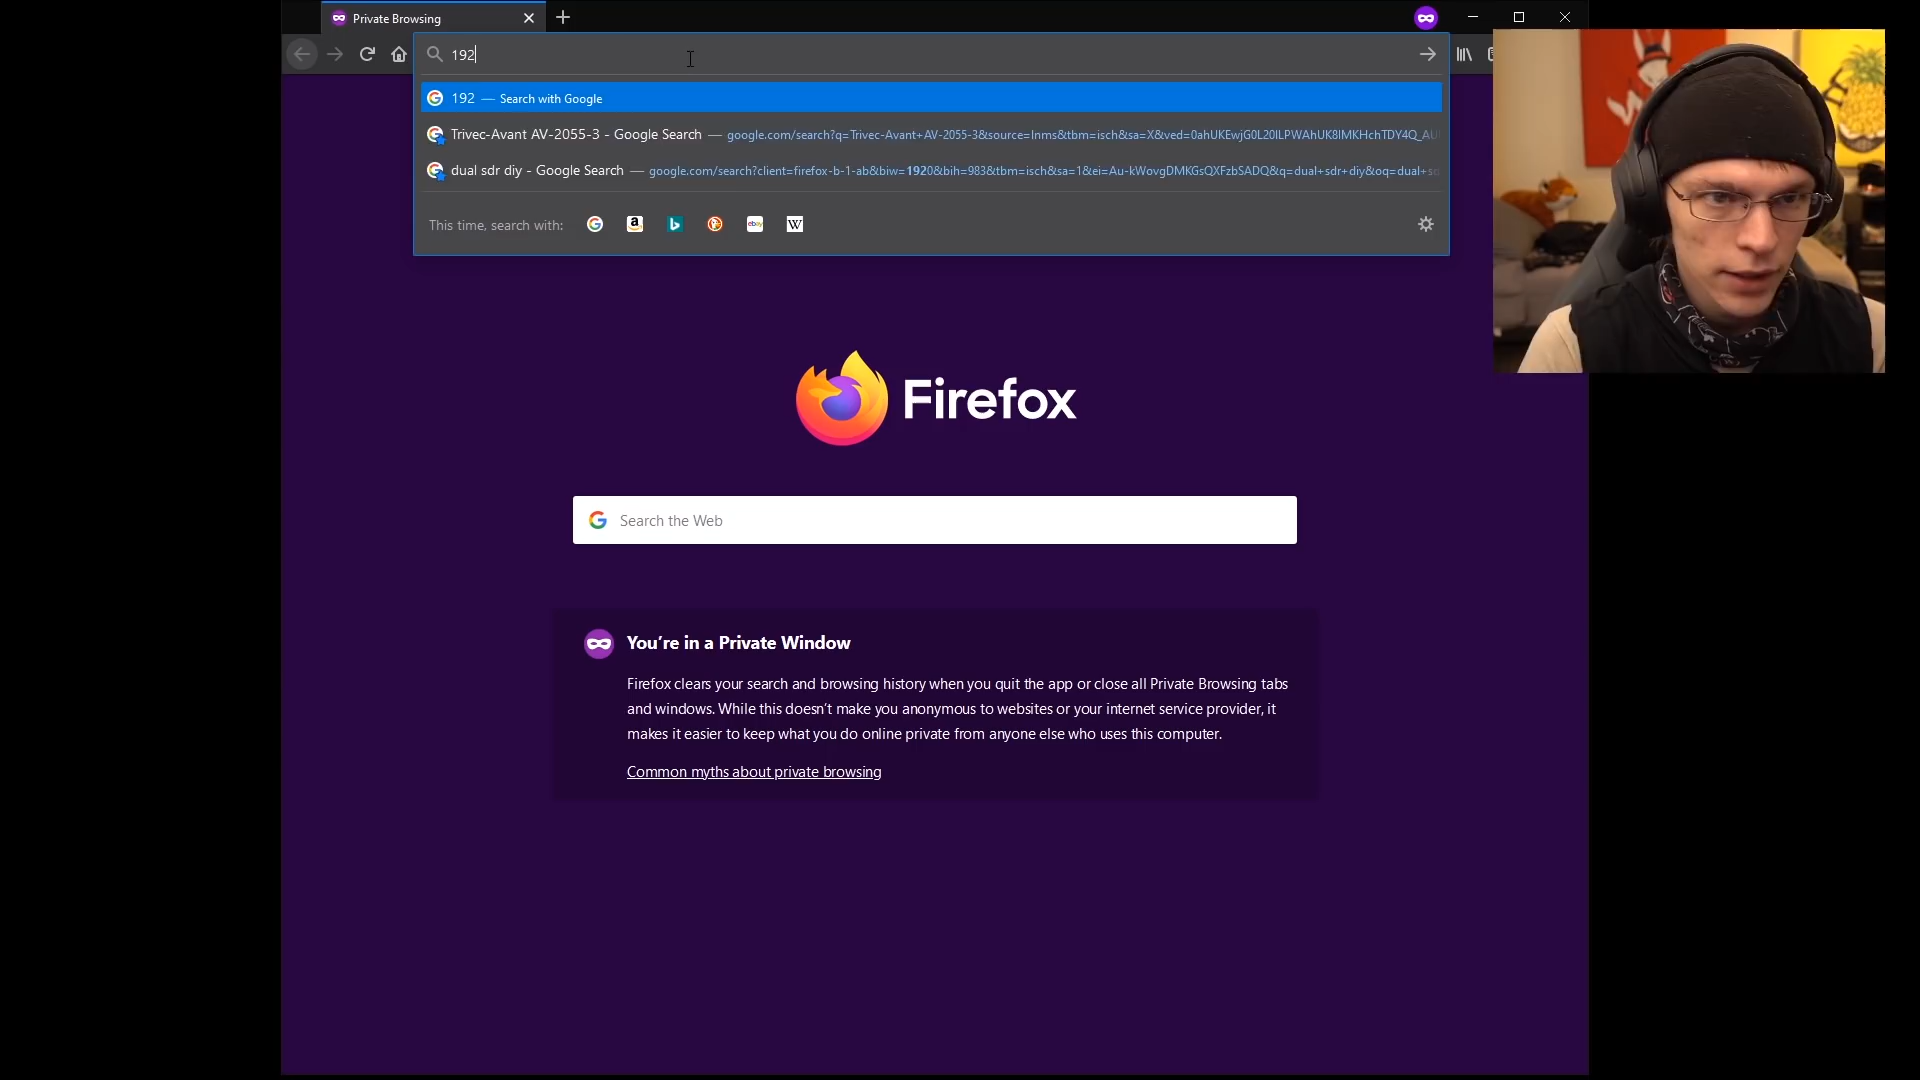 Private Browsing
192
192 — Search with Google
Trivec-Avant AV-2055-3 - Google Search — google.com/search?q=Trivec-Avant+AV-2055-3&source=lnms&tbm=isch&sa=X&ved=0ahUKEwjG0L20ILPWAhUK8IMKHchTDY4Q_AU
dual sdr diy - Google Search — google.com/search?client=firefox-b-1-ab&biw=1920&bih=983&tbm=isch&sa=1&ei=Au-kWovgDMKGsQXFzbSADQ&q=dual+sdr+diy&oq=dual+sd
This time, search with:
Firefox
Search the Web
You’re in a Private Window
Firefox clears your search and browsing history when you quit the app or close all Private Browsing tabs
and windows. While this doesn’t make you anonymous to websites or your internet service provider, it
makes it easier to keep what you do online private from anyone else who uses this computer.
Common myths about private browsing